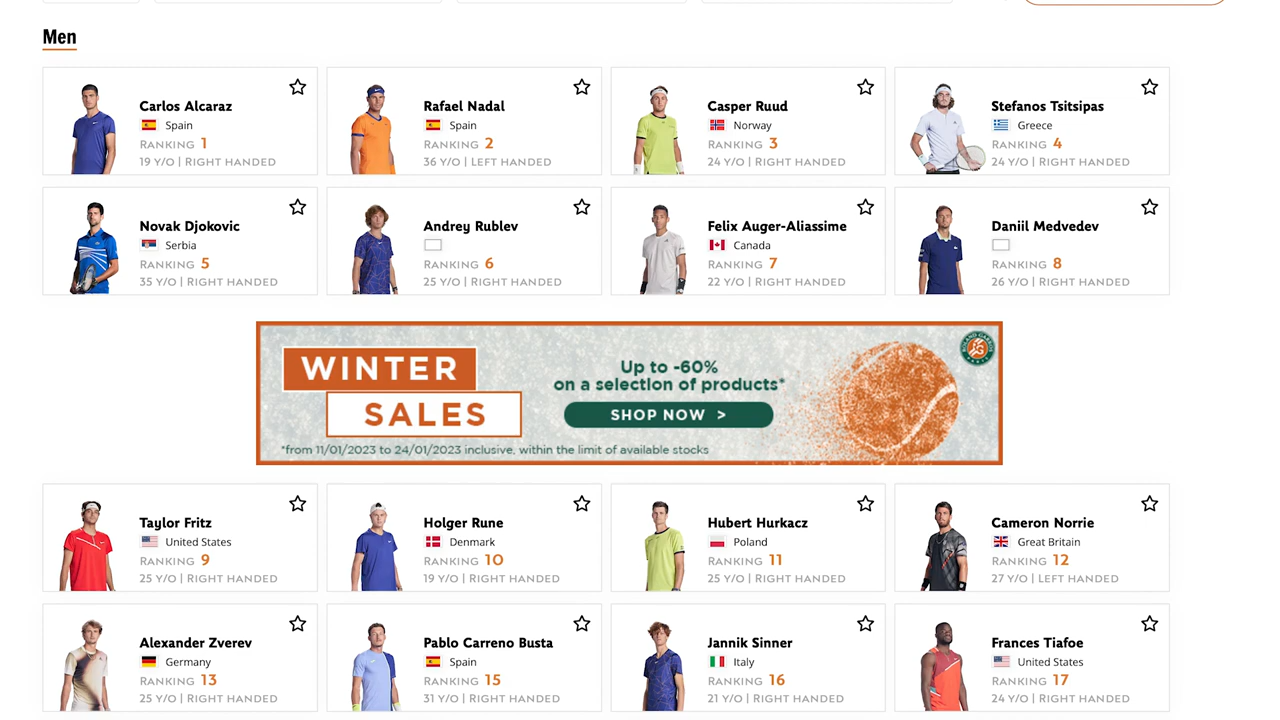 Men
Carlos Alcaraz
Spain
RANKING 1
19 Y/O | RIGHT HANDED
Rafael Nadal
Spain
RANKING 2
36 Y/O | LEFT HANDED
Casper Ruud
Norway
RANKING 3
24 Y/O | RIGHT HANDED
Stefanos Tsitsipas
Greece
RANKING 4
24 Y/O | RIGHT HANDED
Novak Djokovic
Serbia
RANKING 5
35 Y/O | RIGHT HANDED
Andrey Rublev
RANKING 6
25 Y/O | RIGHT HANDED
Felix Auger-Aliassime
Canada
RANKING 7
22 Y/O | RIGHT HANDED
Daniil Medvedev
RANKING 8
26 Y/O | RIGHT HANDED
WINTER
SALES
Up to -60%
on a selection of products*
SHOP NOW >
*from 11/01/2023 to 24/01/2023 inclusive, within the limit of available stocks
ROLAND-GARROS
Taylor Fritz
United States
RANKING 9
25 Y/O | RIGHT HANDED
Holger Rune
Denmark
RANKING 10
19 Y/O | RIGHT HANDED
Hubert Hurkacz
Poland
RANKING 11
25 Y/O | RIGHT HANDED
Cameron Norrie
Great Britain
RANKING 12
27 Y/O | LEFT HANDED
Alexander Zverev
Germany
RANKING 13
25 Y/O | RIGHT HANDED
Pablo Carreno Busta
Spain
RANKING 15
31 Y/O | RIGHT HANDED
Jannik Sinner
Italy
RANKING 16
21 Y/O | RIGHT HANDED
Frances Tiafoe
United States
RANKING 17
24 Y/O | RIGHT HANDED